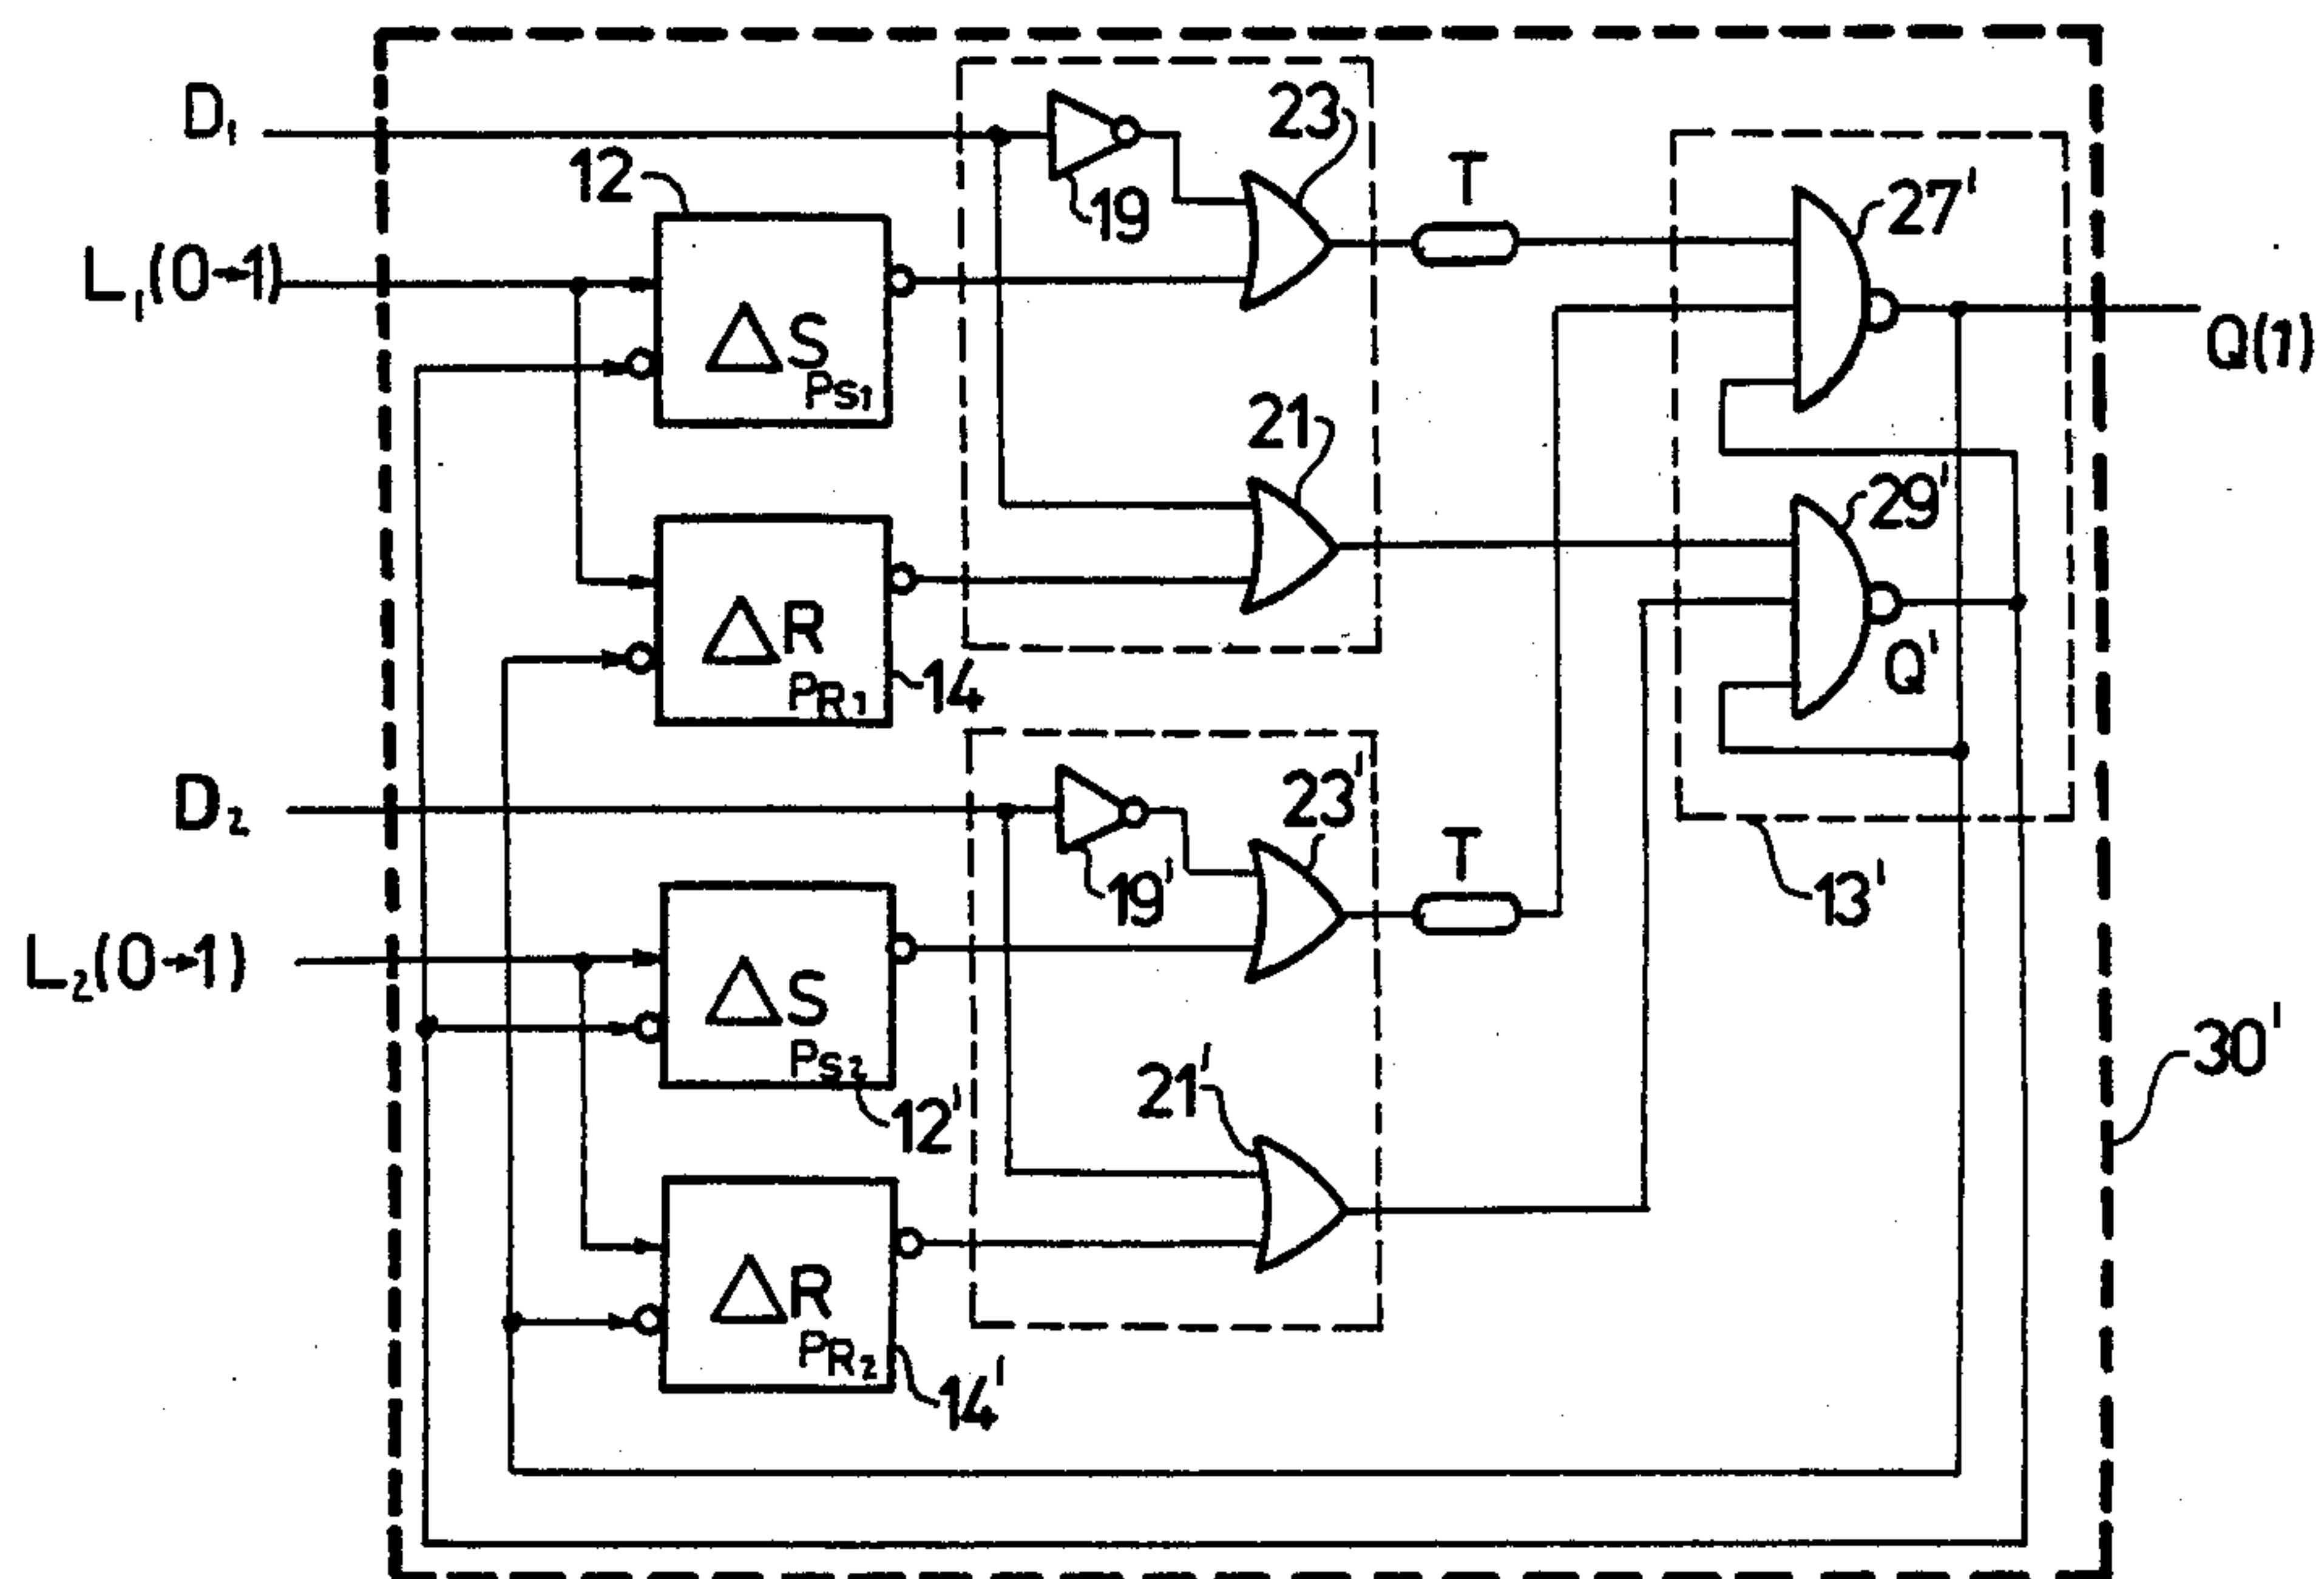 D₁
12
19
23
T
27'
L₁(0→1)
ΔS
PS1
Q(1)
21
29'
ΔR
PR1
14
Q'
D₂
19'
23'
T
13'
L₂(0→1)
ΔS
PS2
12'
21'
30'
ΔR
PR2
14'